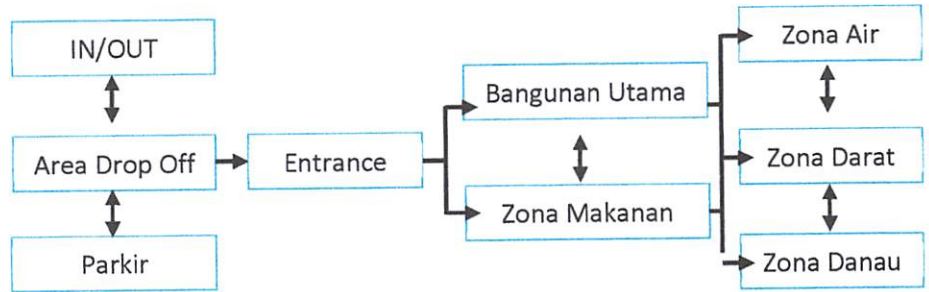 IN/OUT
Area Drop Off
Parkir
Entrance
Bangunan Utama
Zona Makanan
Zona Air
Zona Darat
Zona Danau